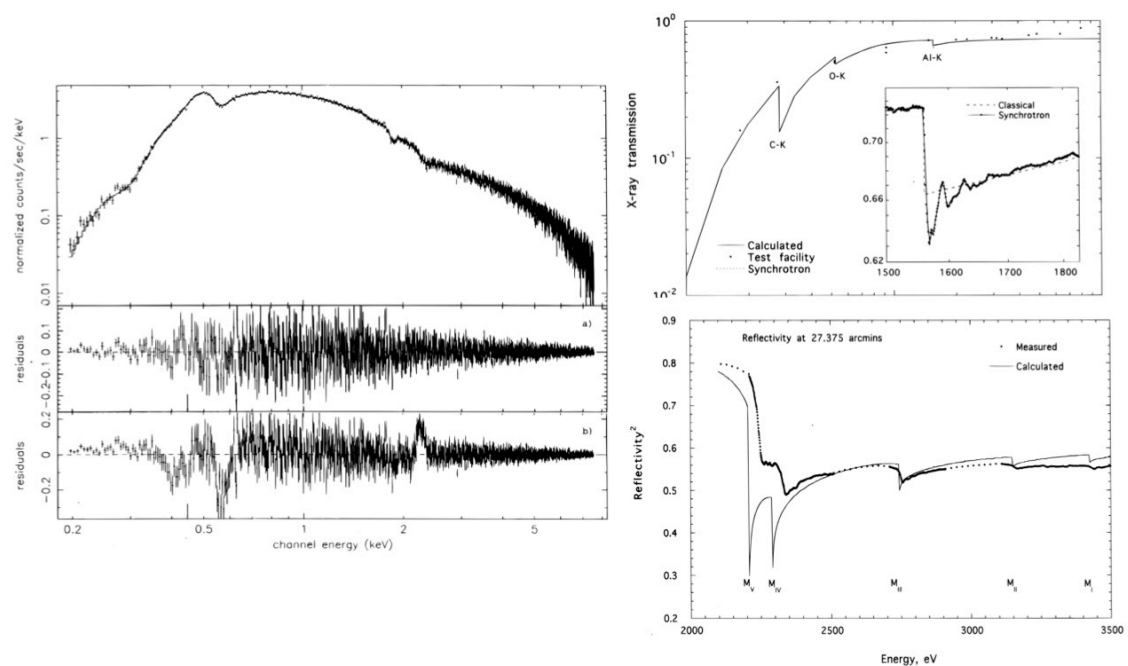 normalized counts/sec/keV
1
0.1
0.01
a)
residuals
0.1
0
-0.1
-0.2
b)
residuals
0.2
0
-0.2
0.2
0.5
1
2
5
channel energy (keV)
X-ray transmission
10^0
10^-1
10^-2
C-K
O-K
Al-K
Calculated
Test facility
Synchrotron
Classical
Synchrotron
0.70
0.66
0.62
1500
1600
1700
1800
Reflectivity at 27.375 arcmins
Measured
Calculated
Reflectivity^2
0.9
0.8
0.7
0.6
0.5
0.4
0.3
0.2
M_V
M_IV
M_III
M_II
M_I
2000
2500
3000
3500
Energy, eV